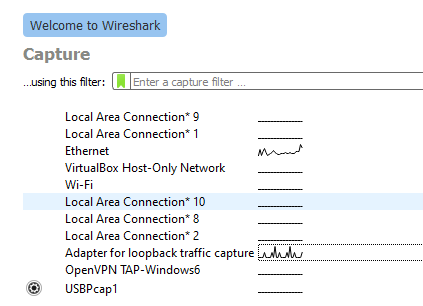 Welcome to Wireshark
Capture
...using this filter: Enter a capture filter ...
Local Area Connection* 9
Local Area Connection* 1
Ethernet
VirtualBox Host-Only Network
Wi-Fi
Local Area Connection* 10
Local Area Connection* 8
Local Area Connection* 2
Adapter for loopback traffic capture
OpenVPN TAP-Windows6
USBPcap1